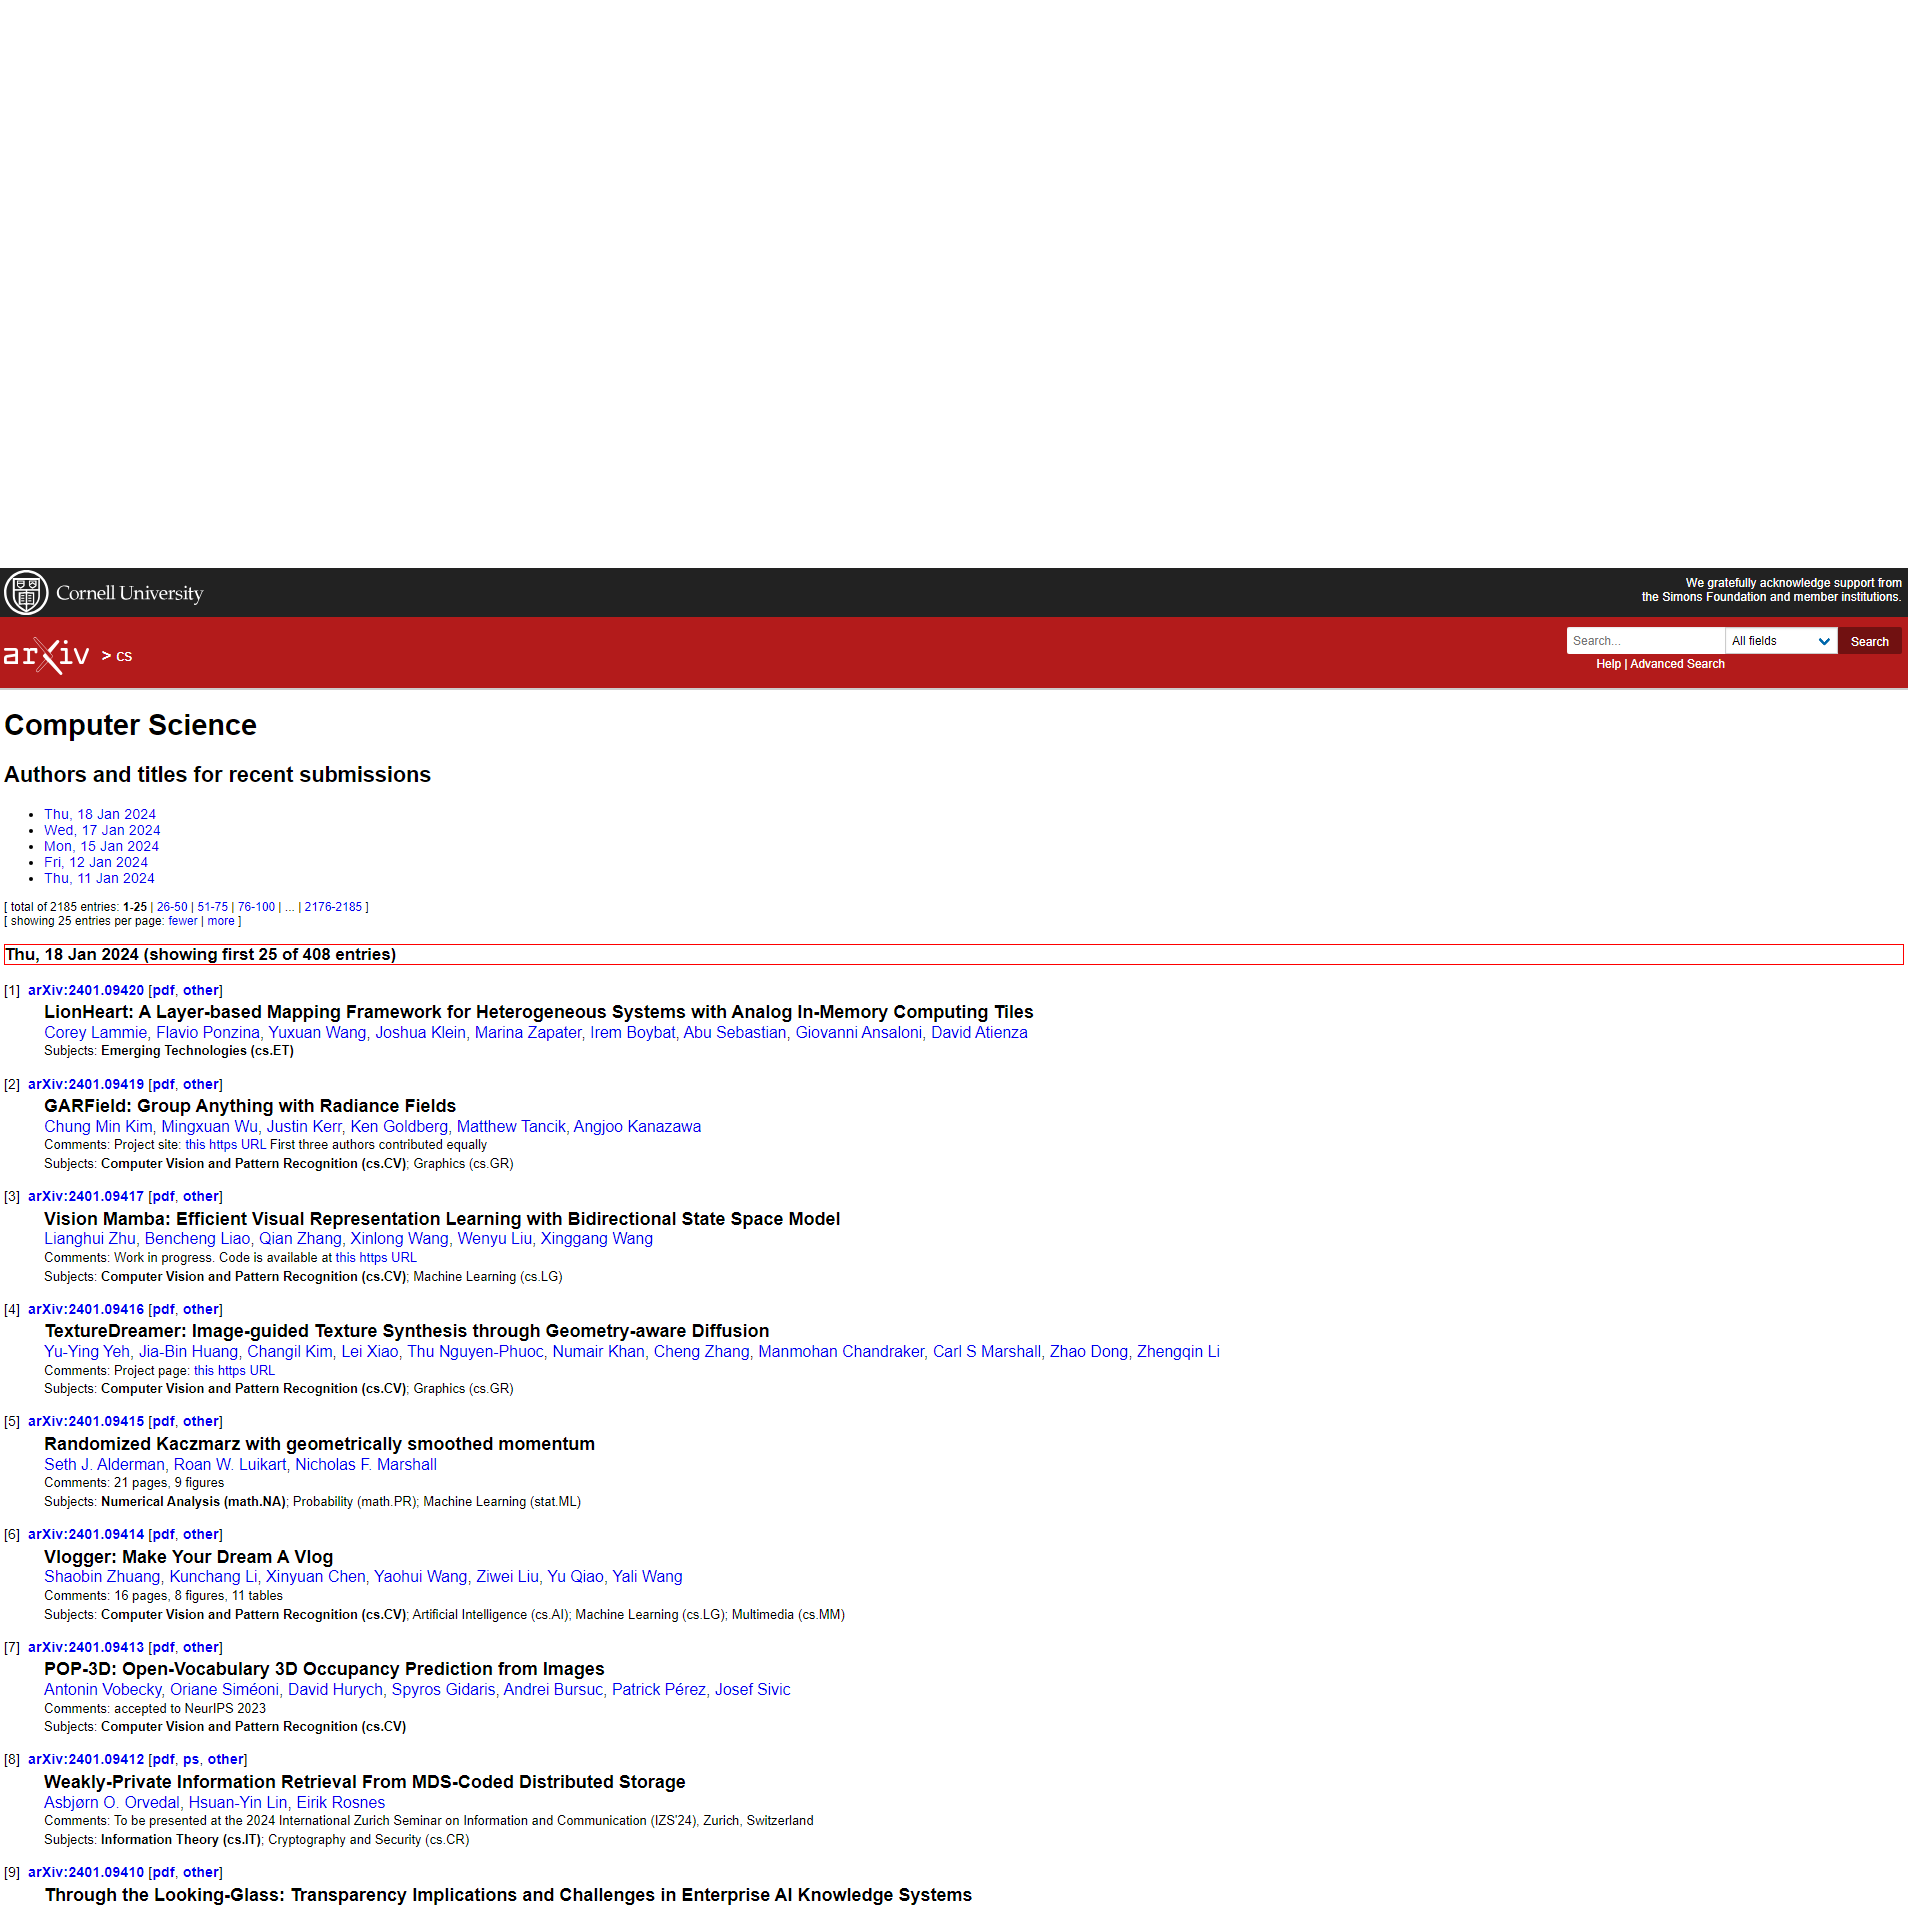 Cornell University
We gratefully acknowledge support from
the Simons Foundation and member institutions.
arXiv > cs
Search...
All fields
Search
Help | Advanced Search
Computer Science
Authors and titles for recent submissions
Thu, 18 Jan 2024
Wed, 17 Jan 2024
Mon, 15 Jan 2024
Fri, 12 Jan 2024
Thu, 11 Jan 2024
[ total of 2185 entries: 1-25 | 26-50 | 51-75 | 76-100 | ... | 2176-2185 ]
[ showing 25 entries per page: fewer | more ]
Thu, 18 Jan 2024 (showing first 25 of 408 entries)
[1] arXiv:2401.09420 [pdf, other]
LionHeart: A Layer-based Mapping Framework for Heterogeneous Systems with Analog In-Memory Computing Tiles
Corey Lammie, Flavio Ponzina, Yuxuan Wang, Joshua Klein, Marina Zapater, Irem Boybat, Abu Sebastian, Giovanni Ansaloni, David Atienza
Subjects: Emerging Technologies (cs.ET)
[2] arXiv:2401.09419 [pdf, other]
GARField: Group Anything with Radiance Fields
Chung Min Kim, Mingxuan Wu, Justin Kerr, Ken Goldberg, Matthew Tancik, Angjoo Kanazawa
Comments: Project site: this https URL First three authors contributed equally
Subjects: Computer Vision and Pattern Recognition (cs.CV); Graphics (cs.GR)
[3] arXiv:2401.09417 [pdf, other]
Vision Mamba: Efficient Visual Representation Learning with Bidirectional State Space Model
Lianghui Zhu, Bencheng Liao, Qian Zhang, Xinlong Wang, Wenyu Liu, Xinggang Wang
Comments: Work in progress. Code is available at this https URL
Subjects: Computer Vision and Pattern Recognition (cs.CV); Machine Learning (cs.LG)
[4] arXiv:2401.09416 [pdf, other]
TextureDreamer: Image-guided Texture Synthesis through Geometry-aware Diffusion
Yu-Ying Yeh, Jia-Bin Huang, Changil Kim, Lei Xiao, Thu Nguyen-Phuoc, Numair Khan, Cheng Zhang, Manmohan Chandraker, Carl S Marshall, Zhao Dong, Zhengqin Li
Comments: Project page: this https URL
Subjects: Computer Vision and Pattern Recognition (cs.CV); Graphics (cs.GR)
[5] arXiv:2401.09415 [pdf, other]
Randomized Kaczmarz with geometrically smoothed momentum
Seth J. Alderman, Roan W. Luikart, Nicholas F. Marshall
Comments: 21 pages, 9 figures
Subjects: Numerical Analysis (math.NA); Probability (math.PR); Machine Learning (stat.ML)
[6] arXiv:2401.09414 [pdf, other]
Vlogger: Make Your Dream A Vlog
Shaobin Zhuang, Kunchang Li, Xinyuan Chen, Yaohui Wang, Ziwei Liu, Yu Qiao, Yali Wang
Comments: 16 pages, 8 figures, 11 tables
Subjects: Computer Vision and Pattern Recognition (cs.CV); Artificial Intelligence (cs.AI); Machine Learning (cs.LG); Multimedia (cs.MM)
[7] arXiv:2401.09413 [pdf, other]
POP-3D: Open-Vocabulary 3D Occupancy Prediction from Images
Antonin Vobecky, Oriane Siméoni, David Hurych, Spyros Gidaris, Andrei Bursuc, Patrick Pérez, Josef Sivic
Comments: accepted to NeurIPS 2023
Subjects: Computer Vision and Pattern Recognition (cs.CV)
[8] arXiv:2401.09412 [pdf, ps, other]
Weakly-Private Information Retrieval From MDS-Coded Distributed Storage
Asbjørn O. Orvedal, Hsuan-Yin Lin, Eirik Rosnes
Comments: To be presented at the 2024 International Zurich Seminar on Information and Communication (IZS'24), Zurich, Switzerland
Subjects: Information Theory (cs.IT); Cryptography and Security (cs.CR)
[9] arXiv:2401.09410 [pdf, other]
Through the Looking-Glass: Transparency Implications and Challenges in Enterprise AI Knowledge Systems